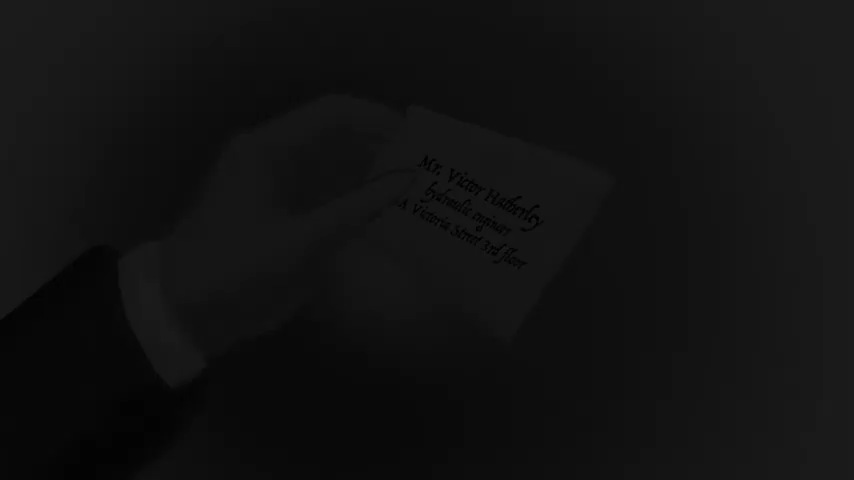 Mr. Victor Hatherley
hydraulic engineer
A Victoria Street 3rd floor